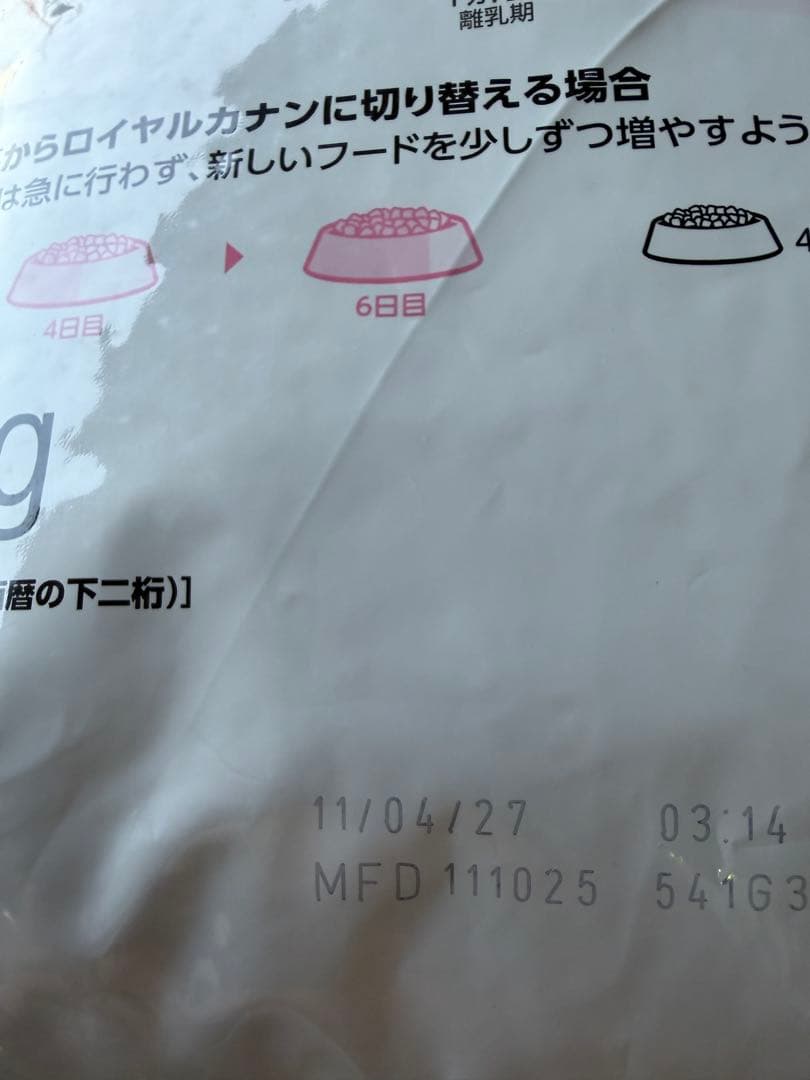 離乳期
からロイヤルカナンに切り替える場合
は急に行わず、新しいフードを少しずつ増やすよう
4日目
6日目
4
g
暦の下二桁)]
11/04/27 03:14
MFD 111025 541G3